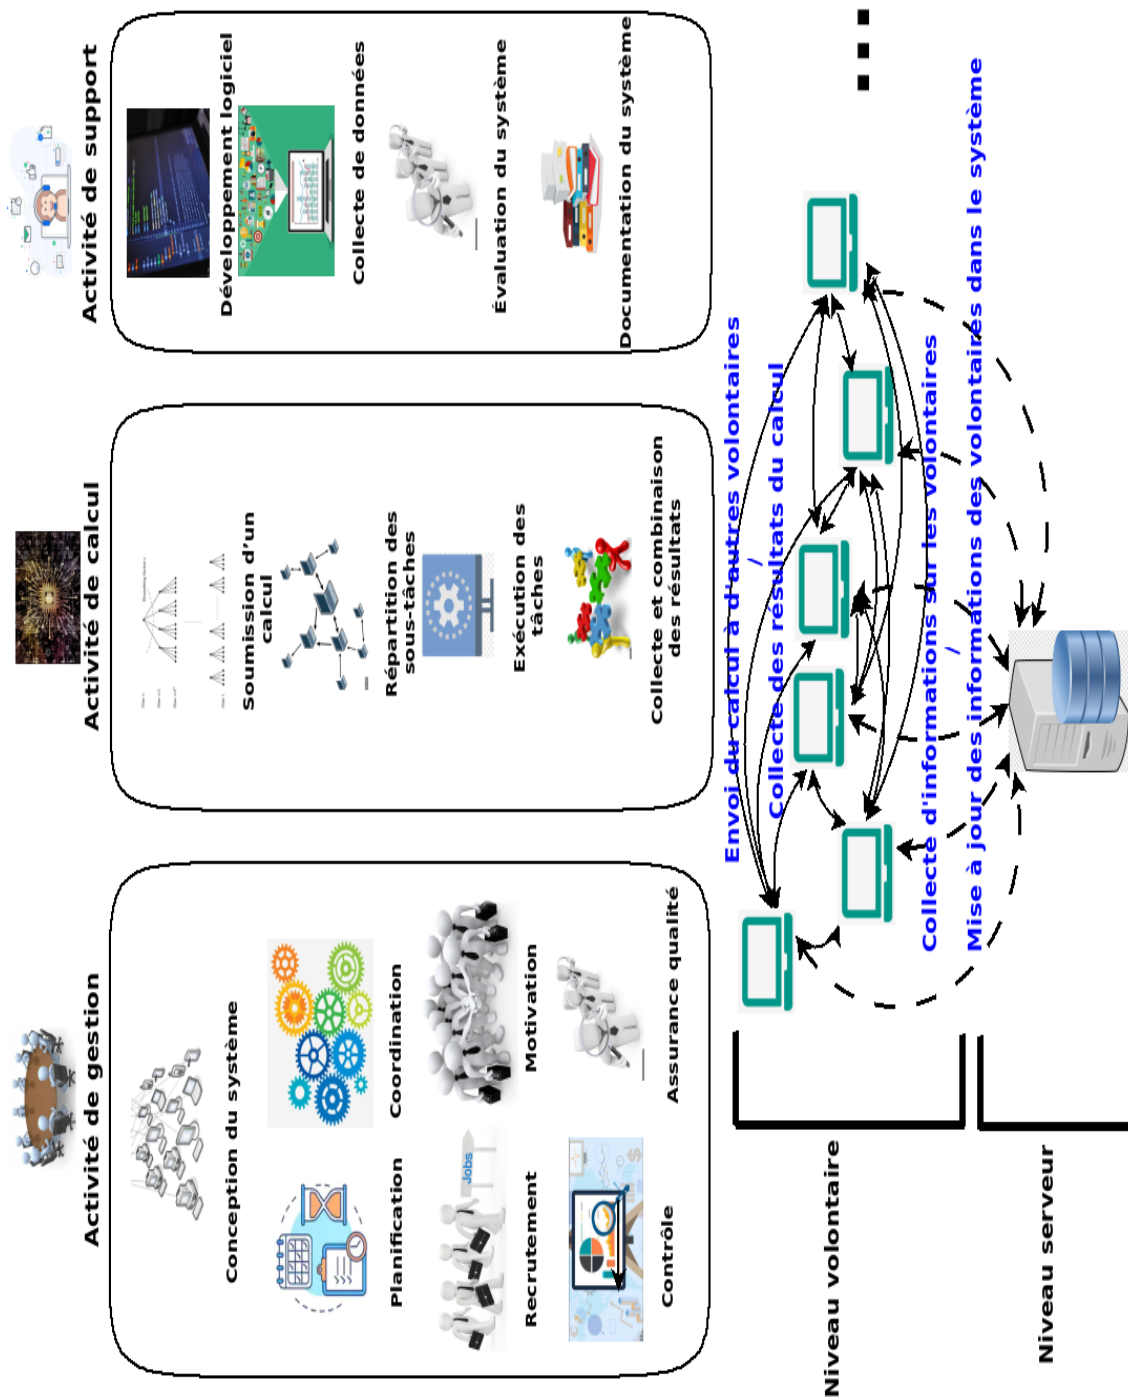 Activité de gestion
Conception du système
Planification
Coordination
Jobs
Recrutement
Motivation
Contrôle
Assurance qualité
Activité de calcul
Soumission d'un
calcul
Répartition des
sous-tâches
Exécution des
tâches
Collecte et combinaison
des résultats
Activité de support
Développement logiciel
Collecte de données
Évaluation du système
Documentation du système
Niveau volontaire
Envoi du calcul à d'autres volontaires
Collecte des résultats du calcul
Collecte d'informations sur les volontaires
Mise à jour des informations des volontaires dans le système
...
Niveau serveur